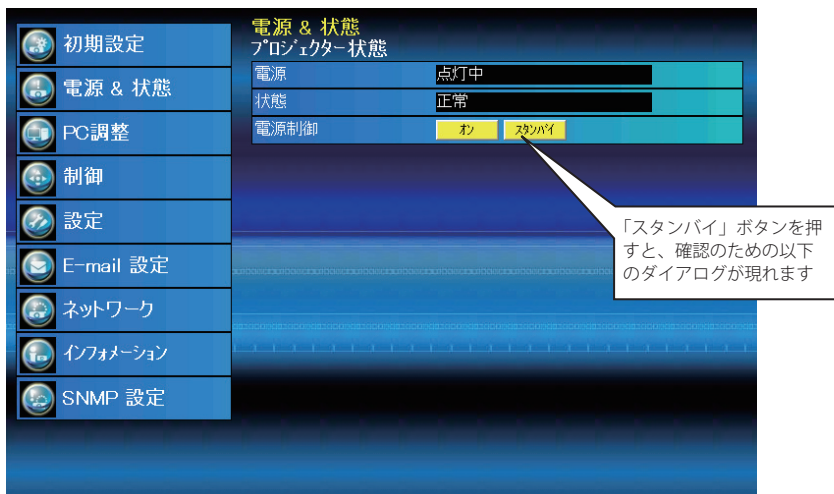 初期設定
電源 & 状態
PC調整
制御
設定
E-mail 設定
ネットワーク
インフォメーション
SNMP 設定
電源 & 状態
プロジェクター状態
電源 点灯中
状態 正常
電源制御 オン スタンバイ
「スタンバイ」ボタンを押
すと、確認のための以下
のダイアログが現れます